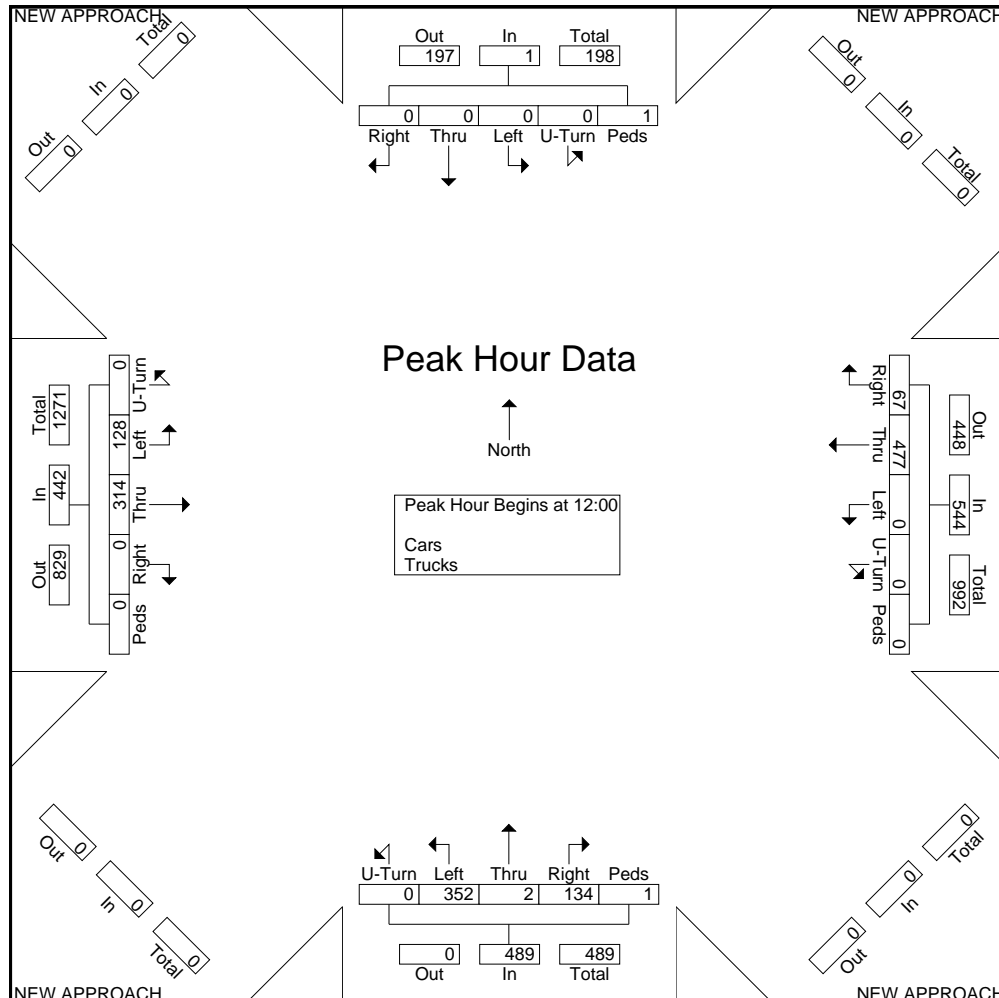 NEW APPROACH NEW APPROACH
Total
0
In
0
Out
0
Out In Total
197 1 198
0 0 0 0 1
Right Thru Left U-Turn Peds
Out
0
In
0
Total
0
Peak Hour Data
North
Peak Hour Begins at 12:00
Cars
Trucks
Total
1271
In
442
Out
829
0 128 314 0 0
U-Turn Left Thru Right Peds
Right Thru Left U-Turn Peds
67 477 0 0 0
Out
448
In
544
Total
992
U-Turn Left Thru Right Peds
0 352 2 134 1
0 489 489
Out In Total
Out
0
In
0
Total
0
Total
0
In
0
Out
0
NEW APPROACH NEW APPROACH